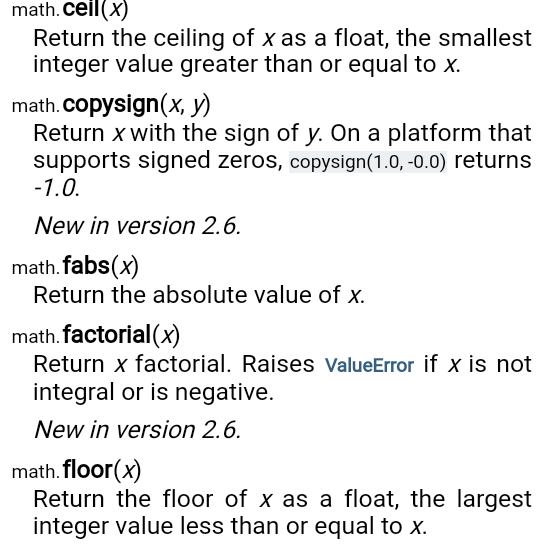 math.ceil(x)
Return the ceiling of x as a float, the smallest
integer value greater than or equal to x.
math.copysign(x, y)
Return x with the sign of y. On a platform that
supports signed zeros, copysign(1.0, -0.0) returns
-1.0.
New in version 2.6.
math.fabs(x)
Return the absolute value of x.
math.factorial(x)
Return x factorial. Raises ValueError if x is not
integral or is negative.
New in version 2.6.
math.floor(x)
Return the floor of x as a float, the largest
integer value less than or equal to x.